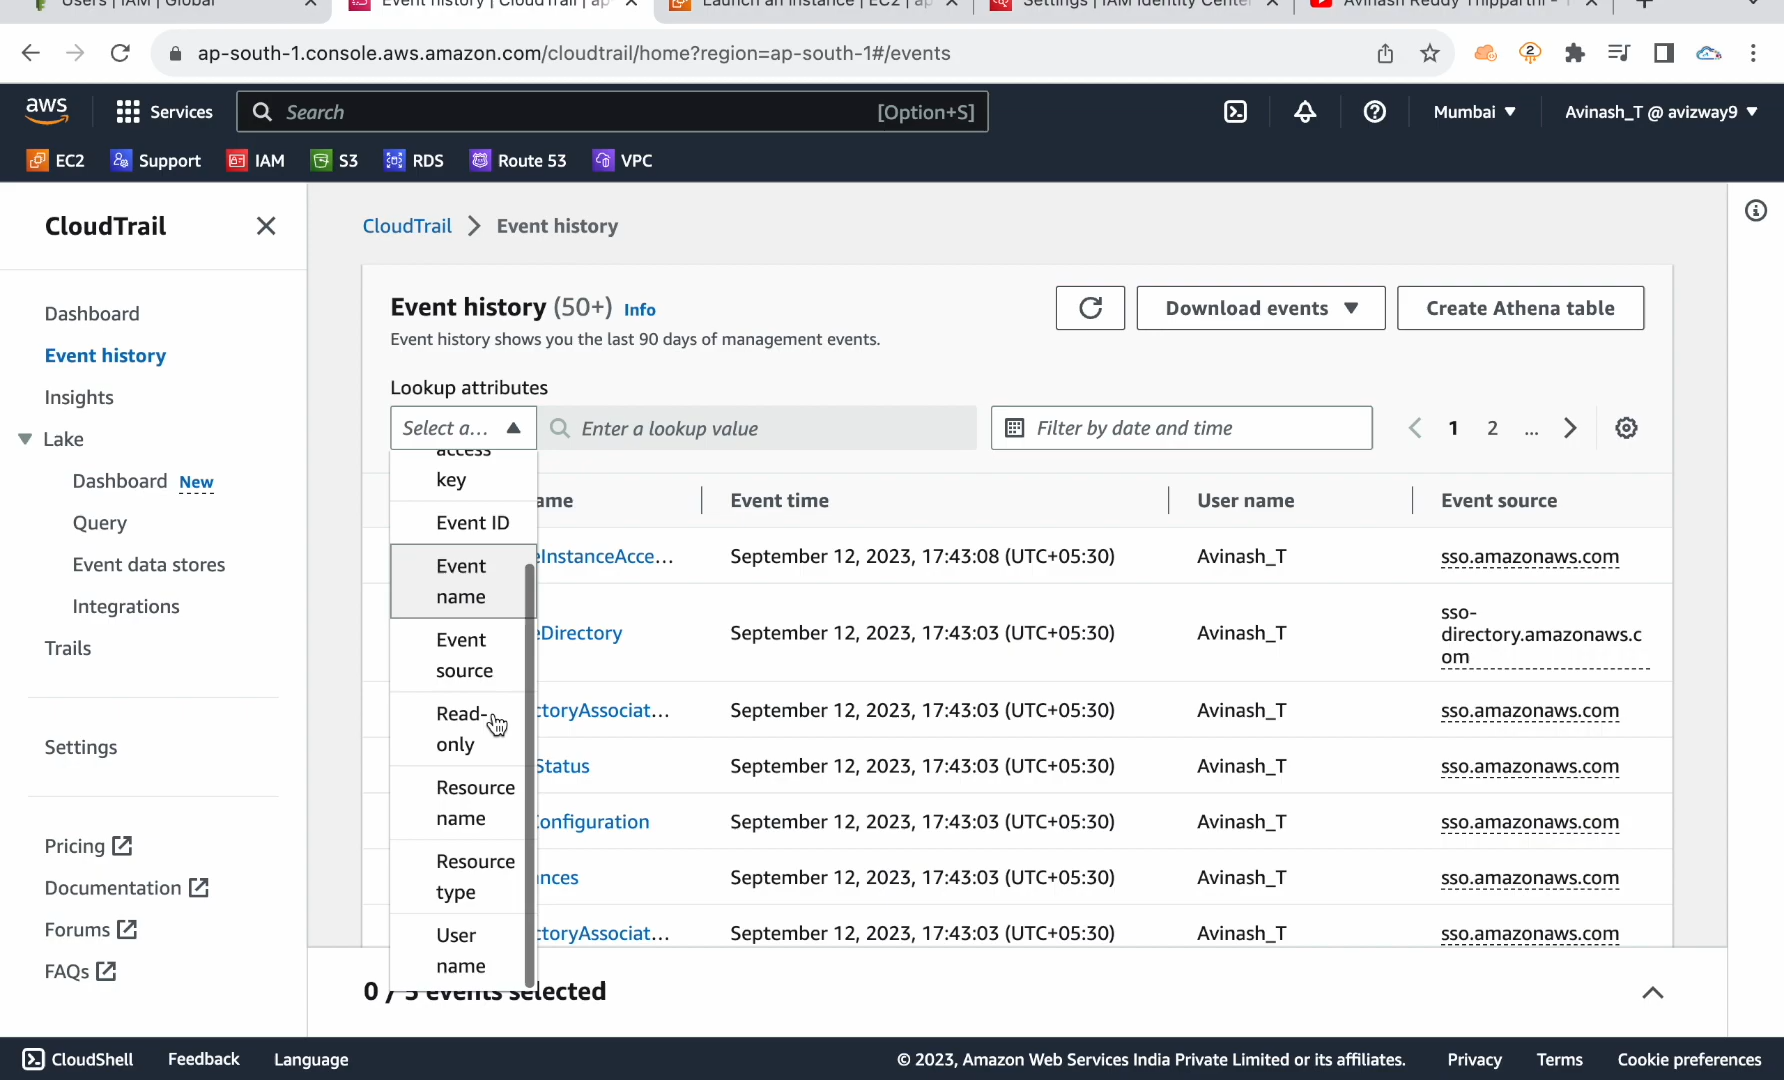 Users | IAM | Global
Event history | CloudTrail | ap
Launch an instance | EC2 | ap
Settings | IAM Identity Center
Avinash Reddy Thipparthi -
ap-south-1.console.aws.amazon.com/cloudtrail/home?region=ap-south-1#/events
2
aws
Services
Search
[Option+S]
Mumbai
Avinash_T @ avizway9
EC2
Support
IAM
S3
RDS
Route 53
VPC
CloudTrail
Dashboard
Event history
Insights
Lake
Dashboard New
Query
Event data stores
Integrations
Trails
Settings
Pricing
Documentation
Forums
FAQs
CloudTrail > Event history
Event history (50+) Info
Event history shows you the last 90 days of management events.
Download events
Create Athena table
Lookup attributes
Select a...
Enter a lookup value
Filter by date and time
1 2 ...
access
key
Event ID
Event
name
Event
source
Read-
only
Resource
name
Resource
type
User
name
ame Event time User name Event source
eInstanceAcce... September 12, 2023, 17:43:08 (UTC+05:30) Avinash_T sso.amazonaws.com
eDirectory September 12, 2023, 17:43:03 (UTC+05:30) Avinash_T sso-
directory.amazonaws.c
om
ctoryAssociat... September 12, 2023, 17:43:03 (UTC+05:30) Avinash_T sso.amazonaws.com
Status September 12, 2023, 17:43:03 (UTC+05:30) Avinash_T sso.amazonaws.com
Configuration September 12, 2023, 17:43:03 (UTC+05:30) Avinash_T sso.amazonaws.com
nces September 12, 2023, 17:43:03 (UTC+05:30) Avinash_T sso.amazonaws.com
ctoryAssociat... September 12, 2023, 17:43:03 (UTC+05:30) Avinash_T sso.amazonaws.com
0 / 5 events selected
CloudShell
Feedback
Language
© 2023, Amazon Web Services India Private Limited or its affiliates.
Privacy
Terms
Cookie preferences